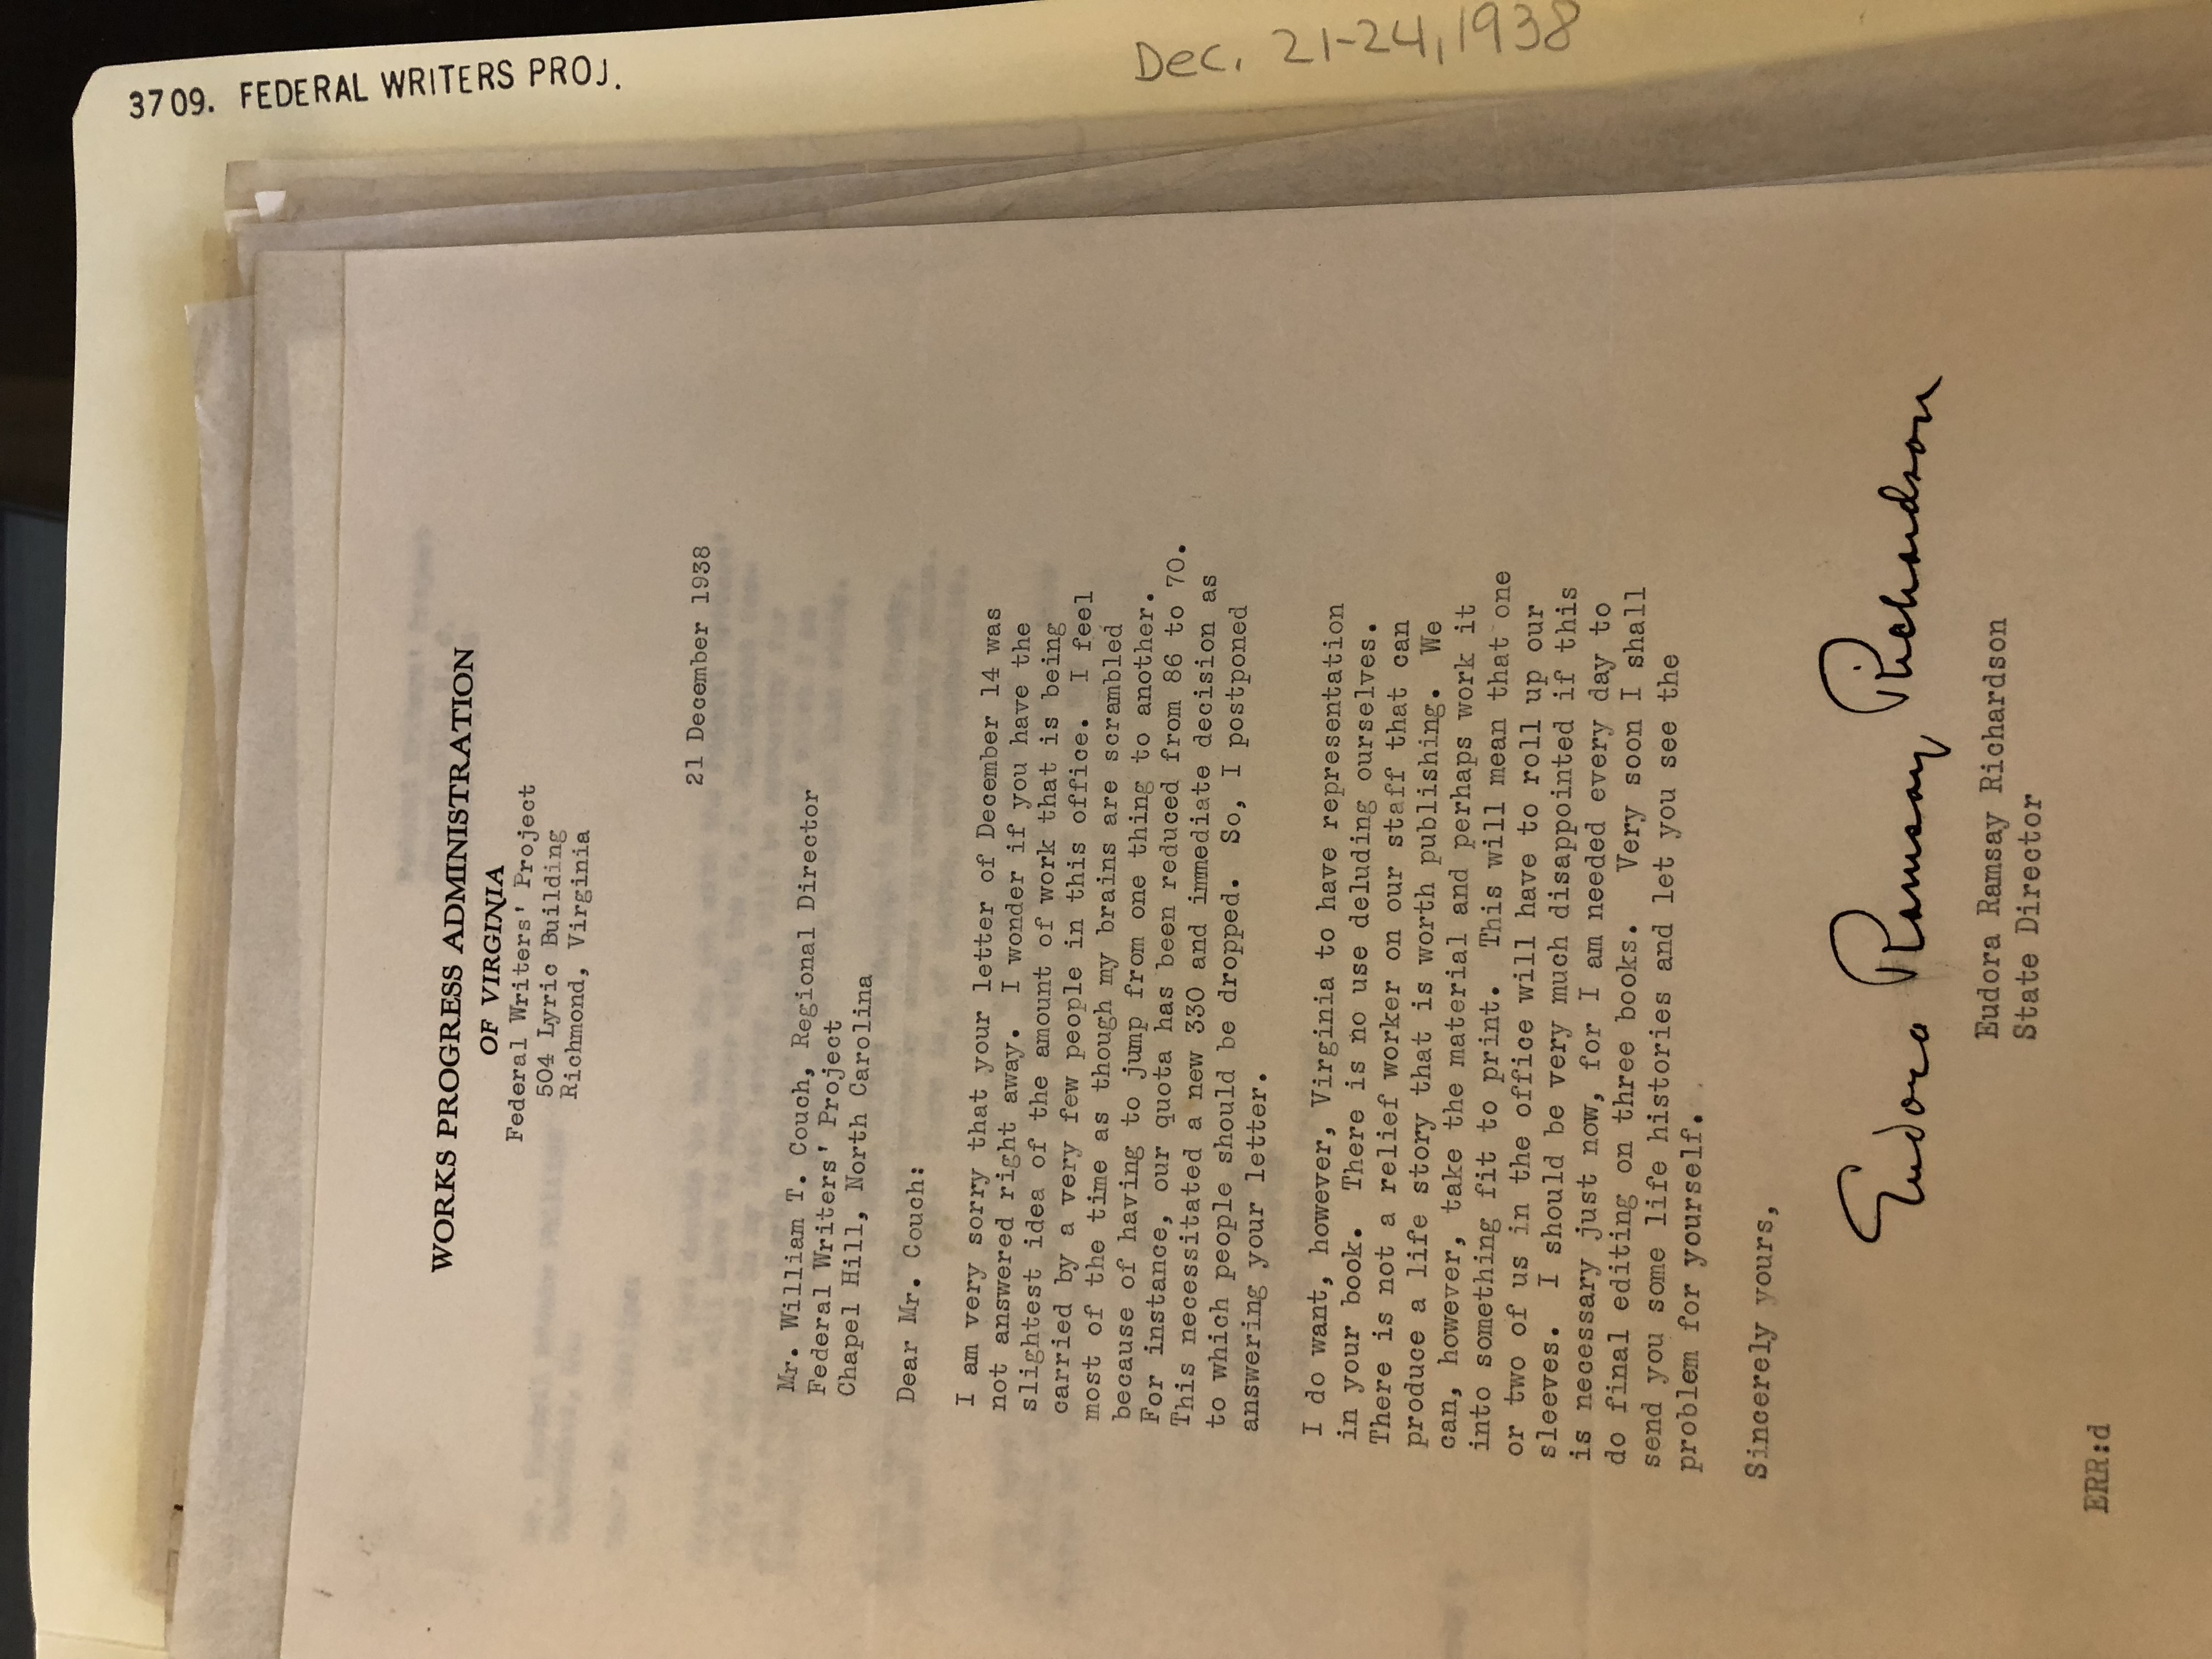 3709. FEDERAL WRITERS PROJ.
Dec. 21-24, 1938
WORKS PROGRESS ADMINISTRATION
OF VIRGINIA
Federal Writers' Project
504 Lyric Building
Richmond, Virginia
21 December 1938
Mr. William T. Couch, Regional Director
Federal Writers' Project
Chapel Hill, North Carolina
Dear Mr. Couch:
I am very sorry that your letter of December 14 was
not answered right away. I wonder if you have the
slightest idea of the amount of work that is being
carried by a very few people in this office. I feel
most of the time as though my brains are scrambled
because of having to jump from one thing to another.
For instance, our quota has been reduced from 86 to 70.
This necessitated a new 330 and immediate decision as
to which people should be dropped. So, I postponed
answering your letter.
I do want, however, Virginia to have representation
in your book. There is no use deluding ourselves.
There is not a relief worker on our staff that can
produce a life story that is worth publishing. We
can, however, take the material and perhaps work it
into something fit to print. This will mean that one
or two of us in the office will have to roll up our
sleeves. I should be very much disappointed if this
is necessary just now, for I am needed every day to
do final editing on three books. Very soon I shall
send you some life histories and let you see the
problem for yourself.
Sincerely yours,
Eudora Ramsay Richardson
Eudora Ramsay Richardson
State Director
ERR:d